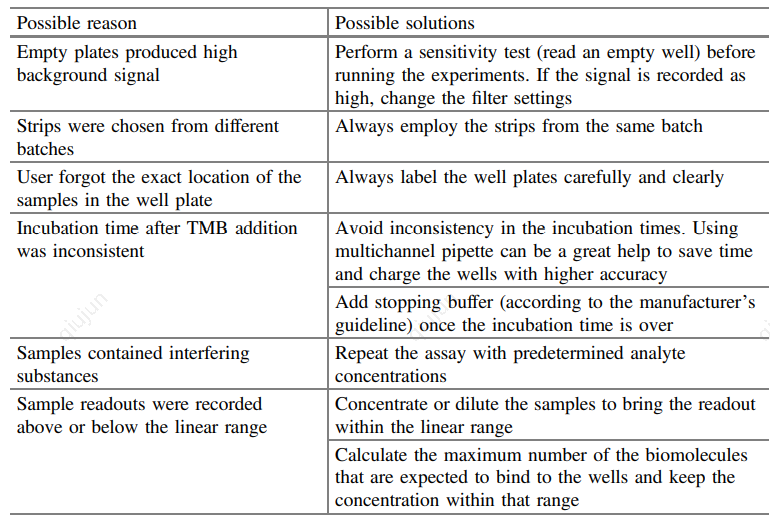 Possible reason
Possible solutions
Empty plates produced high
background signal
Perform a sensitivity test (read an empty well) before
running the experiments. If the signal is recorded as
high, change the filter settings
Strips were chosen from different
batches
Always employ the strips from the same batch
User forgot the exact location of the
samples in the well plate
Always label the well plates carefully and clearly
Incubation time after TMB addition
was inconsistent
Avoid inconsistency in the incubation times. Using
multichannel pipette can be a great help to save time
and charge the wells with higher accuracy
Add stopping buffer (according to the manufacturer's
guideline) once the incubation time is over
Samples contained interfering
substances
Repeat the assay with predetermined analyte
concentrations
Sample readouts were recorded
above or below the linear range
Concentrate or dilute the samples to bring the readout
within the linear range
Calculate the maximum number of the biomolecules
that are expected to bind to the wells and keep the
concentration within that range
qiujun